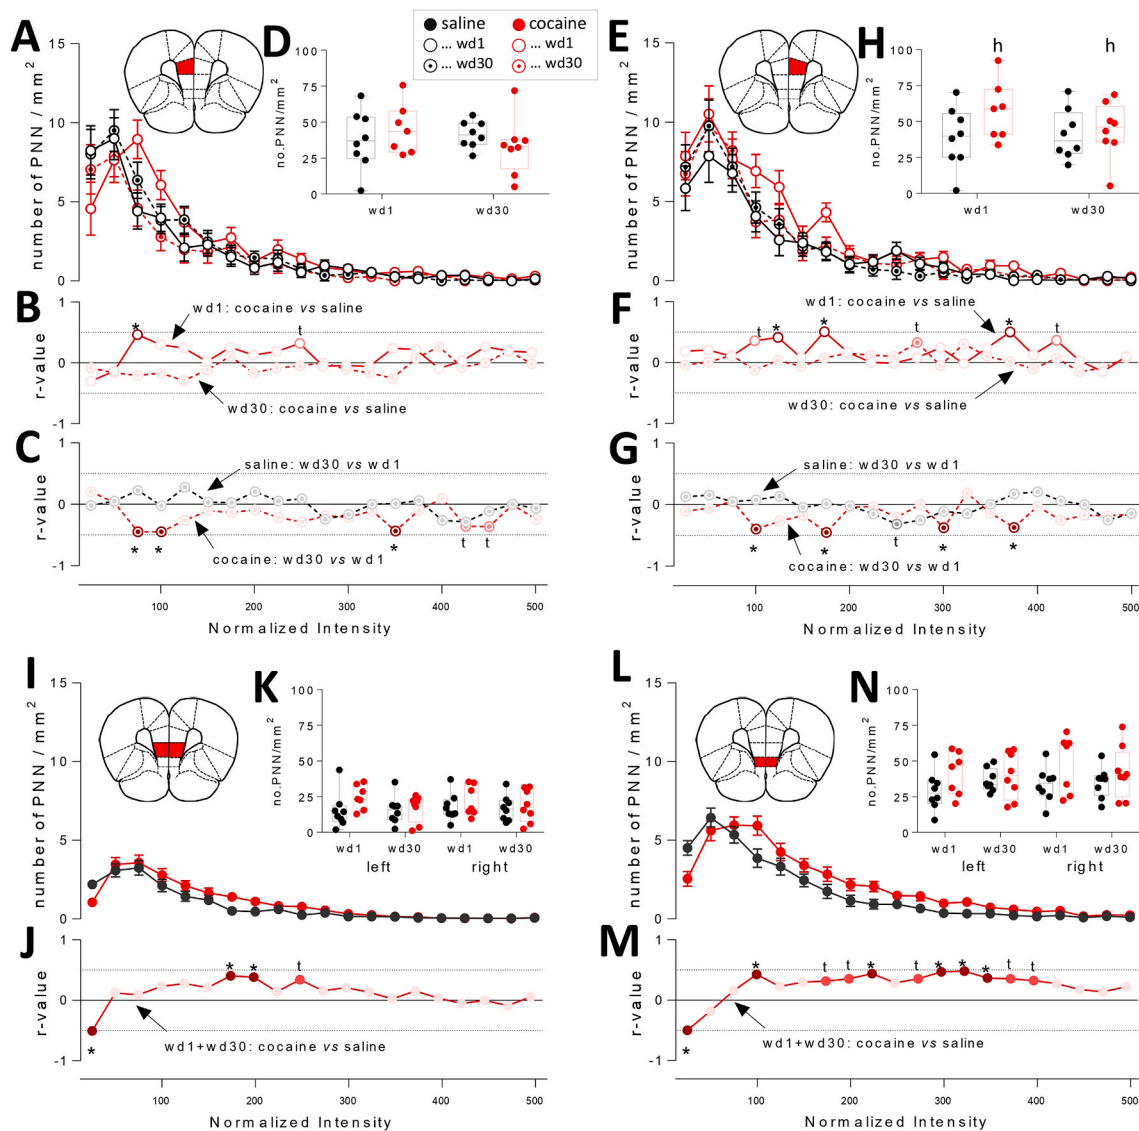 A
D
saline
cocaine
... wd1
... wd1
... wd30
... wd30
E
H
15
10
5
0
number of PNN / mm2
100
75
50
25
0
no.PNN/mm2
wd1
wd30
15
10
5
0
number of PNN / mm2
100
75
50
25
0
no.PNN/mm2
h
h
wd1
wd30
B
1
0
-1
r-value
wd1: cocaine vs saline
*
t
wd30: cocaine vs saline
F
1
0
-1
r-value
wd1: cocaine vs saline
t
*
*
t
*
t
wd30: cocaine vs saline
C
1
0
-1
r-value
saline: wd30 vs wd1
*
*
*
t
t
cocaine: wd30 vs wd1
100
200
300
400
500
Normalized Intensity
G
1
0
-1
r-value
saline: wd30 vs wd1
*
*
t
*
*
cocaine: wd30 vs wd1
100
200
300
400
500
Normalized Intensity
I
K
15
10
5
0
number of PNN / mm2
100
75
50
25
0
no.PNN/mm2
wd1
wd30
wd1
wd30
left
right
L
N
15
10
5
0
number of PNN / mm2
100
75
50
25
0
no.PNN/mm2
wd1
wd30
wd1
wd30
left
right
J
1
0
-1
r-value
*
*
*
t
wd1+wd30: cocaine vs saline
100
200
300
400
500
Normalized Intensity
M
1
0
-1
r-value
*
*
t
t
*
t
*
*
*
t
t
wd1+wd30: cocaine vs saline
100
200
300
400
500
Normalized Intensity